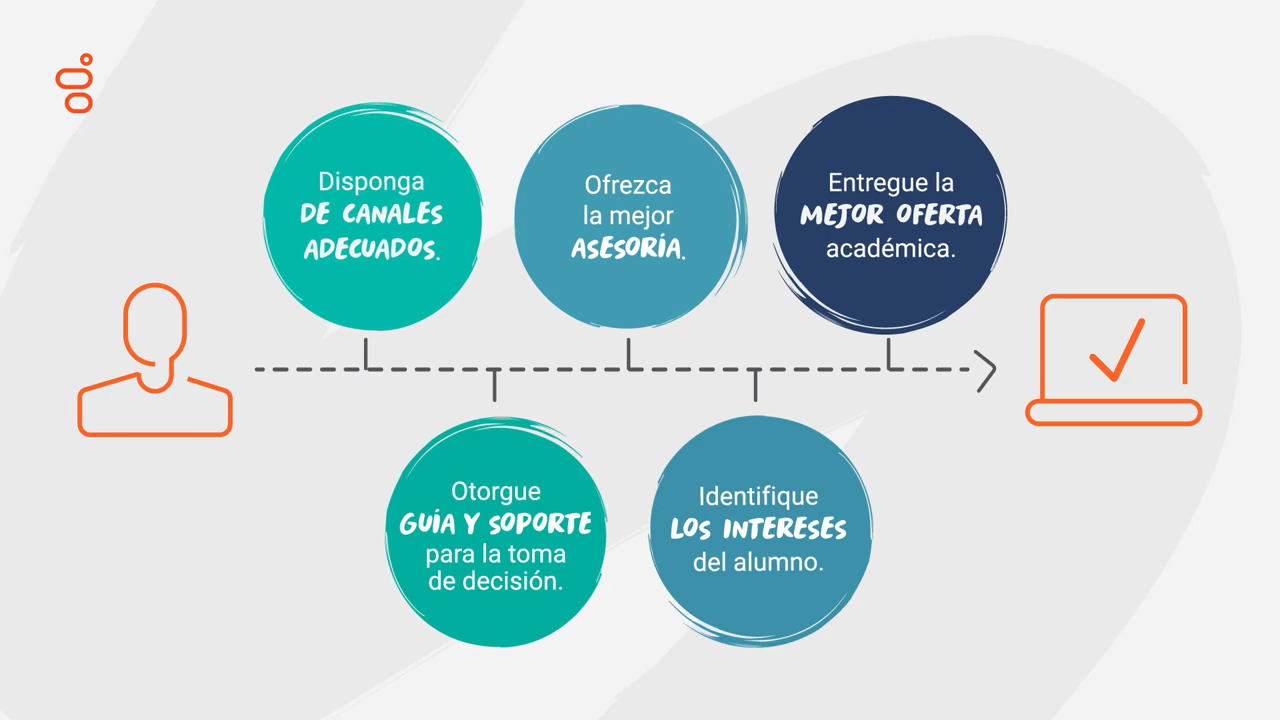 Disponga
DE CANALES
ADECUADOS.
Otorgue
GUÍA Y SOPORTE
para la toma
de decisión.
Ofrezca
la mejor
ASESORÍA.
Identifique
LOS INTERESES
del alumno.
Entregue la
MEJOR OFERTA
académica.